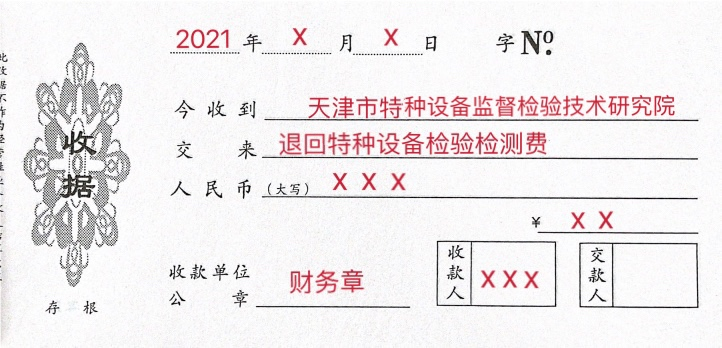 2021 年 X 月 X 日 字 Nº.
收据
今收到 天津市特种设备监督检验技术研究院
交来 退回特种设备检验检测费
人民币(大写) X X X
¥ X X
收款单位
公章 财务章
收款人 XXX
交款人
存根